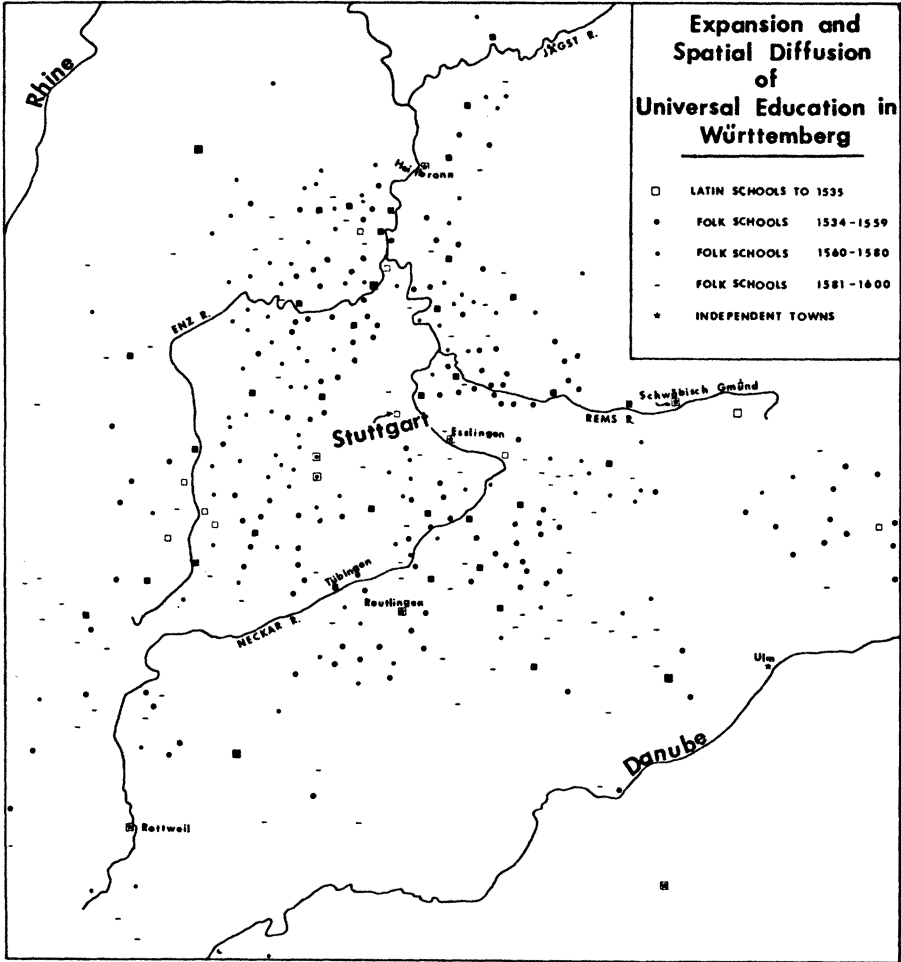 Expansion and
Spatial Diffusion
of
Universal Education in
Württemberg
LATIN SCHOOLS TO 1535
FOLK SCHOOLS 1534-1559
FOLK SCHOOLS 1560-1580
FOLK SCHOOLS 1581-1600
INDEPENDENT TOWNS
Rhine
JAGST R.
Heilbronn
ENZ R.
Schwäbisch Gmünd
REMS R.
Stuttgart
Esslingen
Tübingen
Reutlingen
NECKAR R.
Ulm
Danube
Rottweil